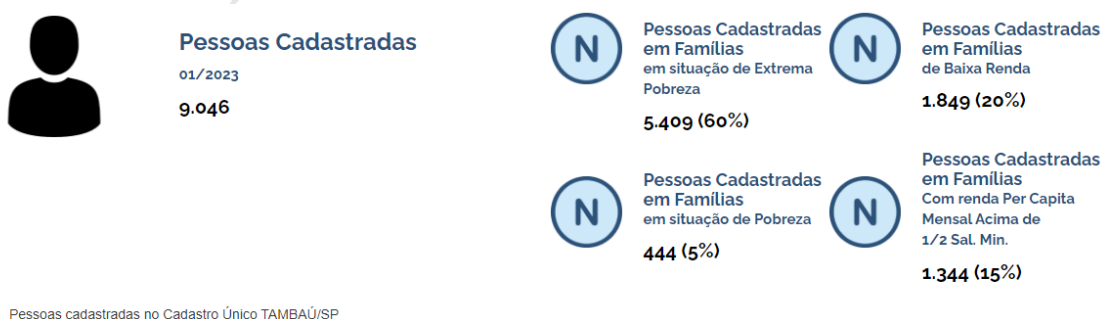 Pessoas Cadastradas
01/2023
9.046
N
Pessoas Cadastradas
em Famílias
em situação de Extrema
Pobreza
5.409 (60%)
N
Pessoas Cadastradas
em Famílias
de Baixa Renda
1.849 (20%)
N
Pessoas Cadastradas
em Famílias
em situação de Pobreza
444 (5%)
N
Pessoas Cadastradas
em Famílias
Com renda Per Capita
Mensal Acima de
1/2 Sal. Min.
1.344 (15%)
Pessoas cadastradas no Cadastro Único TAMBAÚ/SP